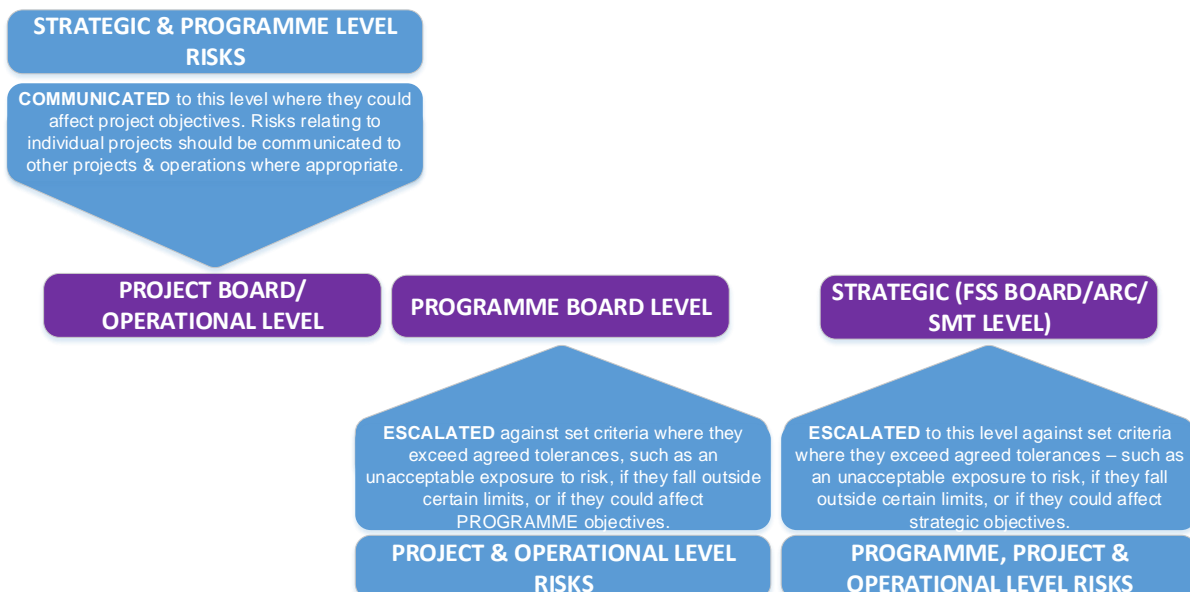 STRATEGIC & PROGRAMME LEVEL
RISKS
COMMUNICATED to this level where they could
affect project objectives. Risks relating to
individual projects should be communicated to
other projects & operations where appropriate.
PROJECT BOARD/
OPERATIONAL LEVEL
PROGRAMME BOARD LEVEL
STRATEGIC (FSS BOARD/ARC/
SMT LEVEL)
ESCALATED against set criteria where they
exceed agreed tolerances, such as an
unacceptable exposure to risk, if they fall outside
certain limits, or if they could affect
PROGRAMME objectives.
PROJECT & OPERATIONAL LEVEL
RISKS
ESCALATED to this level against set criteria
where they exceed agreed tolerances – such as
an unacceptable exposure to risk, if they fall
outside certain limits, or if they could affect
strategic objectives.
PROGRAMME, PROJECT &
OPERATIONAL LEVEL RISKS